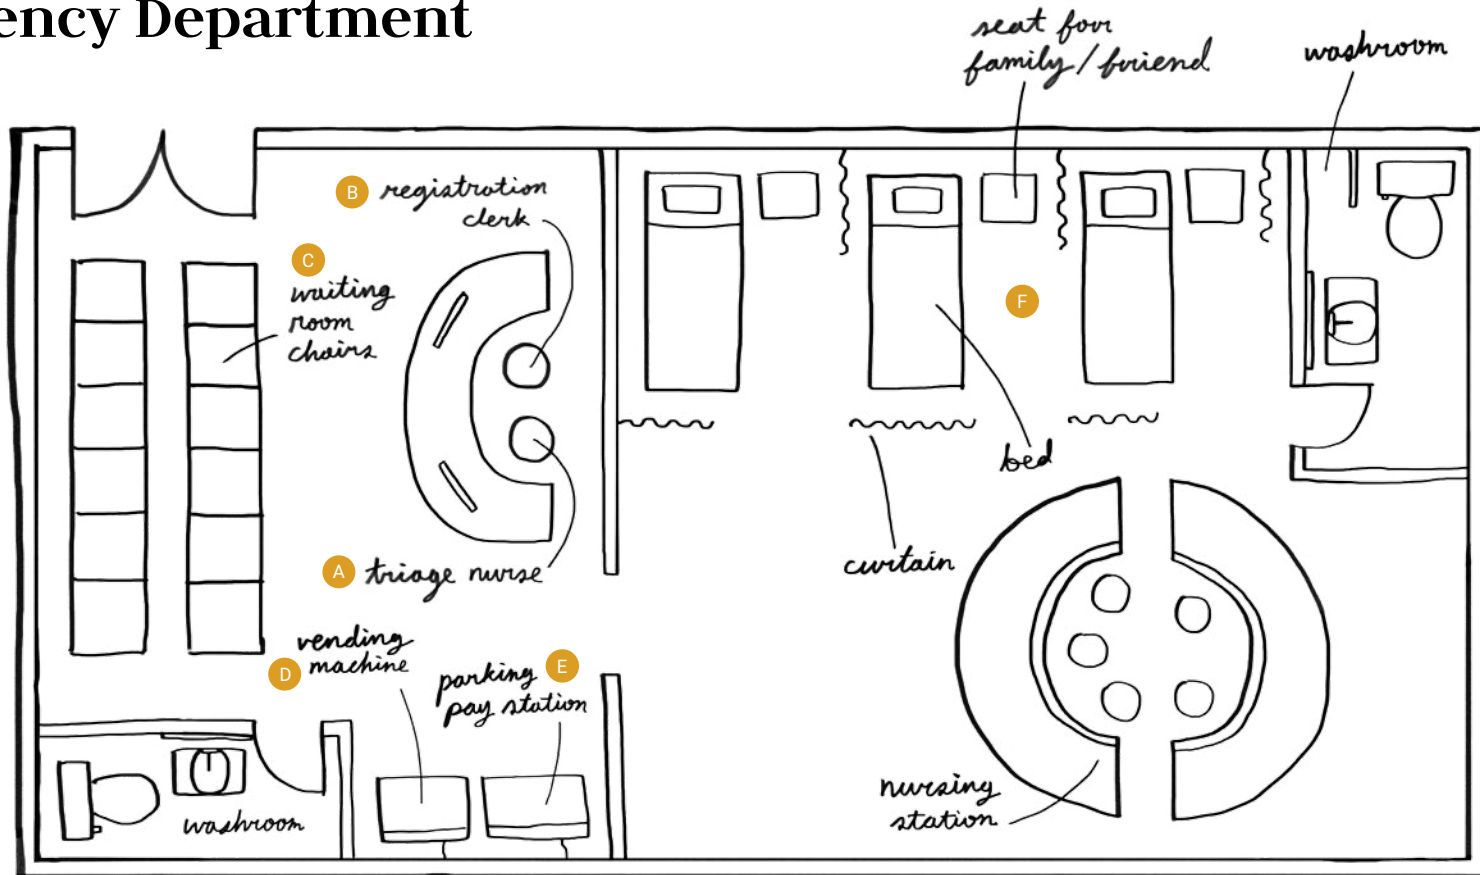 ency Department
seat for
family/friend
washroom
B registration
clerk
C
waiting
room
chairs
F
bed
curtain
A triage nurse
vending
D machine
parking E
pay station
washroom
nursing
station